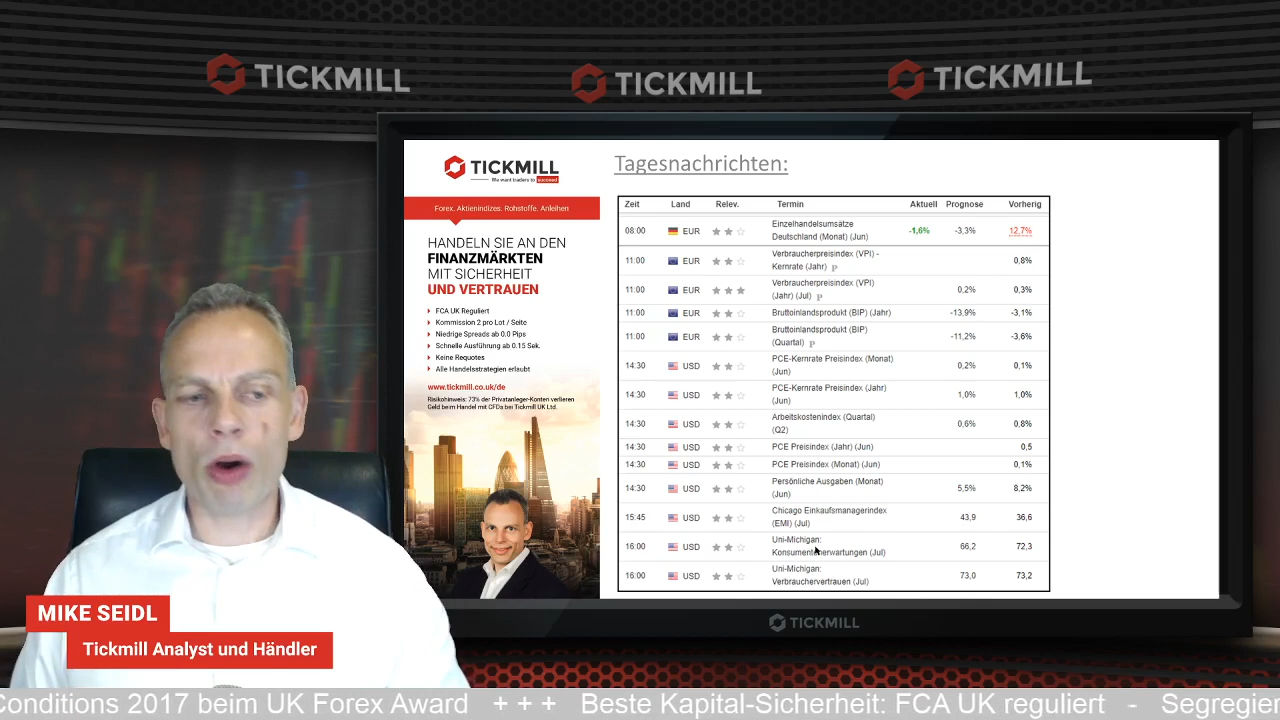 TICKMILL
TICKMILL
TICKMILL
TICKMILL
We want traders to succeed
Forex. Aktienindizes. Rohstoffe. Anleihen
HANDELN SIE AN DEN
FINANZMÄRKTEN
MIT SICHERHEIT
UND VERTRAUEN
FCA UK Reguliert
Kommission 2 pro Lot / Seite
Niedrige Spreads ab 0.0 Pips
Schnelle Ausführung ab 0.15 Sek.
Keine Requotes
Alle Handelsstrategien erlaubt
www.tickmill.co.uk/de
Risikohinweis: 73% der Privatanleger-Konten verlieren
Geld beim Handel mit CFDs bei Tickmill UK Ltd.
Tagesnachrichten:
Zeit Land Relev. Termin Aktuell Prognose Vorherig
08:00 EUR Einzelhandelsumsätze -1,6% -3,3% 12,7%
Deutschland (Monat) (Jun)
11:00 EUR Verbraucherpreisindex (VPI) - 0,8%
Kernrate (Jahr) P
11:00 EUR Verbraucherpreisindex (VPI) 0,2% 0,3%
(Jahr) (Jul) P
11:00 EUR Bruttoinlandsprodukt (BIP) (Jahr) -13,9% -3,1%
11:00 EUR Bruttoinlandsprodukt (BIP) -11,2% -3,6%
(Quartal) P
14:30 USD PCE-Kernrate Preisindex (Monat) 0,2% 0,1%
(Jun)
14:30 USD PCE-Kernrate Preisindex (Jahr) 1,0% 1,0%
(Jun)
14:30 USD Arbeitskostenindex (Quartal) 0,6% 0,8%
(Q2)
14:30 USD PCE Preisindex (Jahr) (Jun) 0,5
14:30 USD PCE Preisindex (Monat) (Jun) 0,1%
14:30 USD Persönliche Ausgaben (Monat) 5,5% 8,2%
(Jun)
15:45 USD Chicago Einkaufsmanagerindex 43,9 36,6
(EMI) (Jul)
16:00 USD Uni-Michigan: 66,2 72,3
Konsumentenerwartungen (Jul)
16:00 USD Uni-Michigan: 73,0 73,2
Verbrauchervertrauen (Jul)
TICKMILL
MIKE SEIDL
Tickmill Analyst und Händler
Conditions 2017 beim UK Forex Award + + + Beste Kapital-Sicherheit: FCA UK reguliert - Segregier